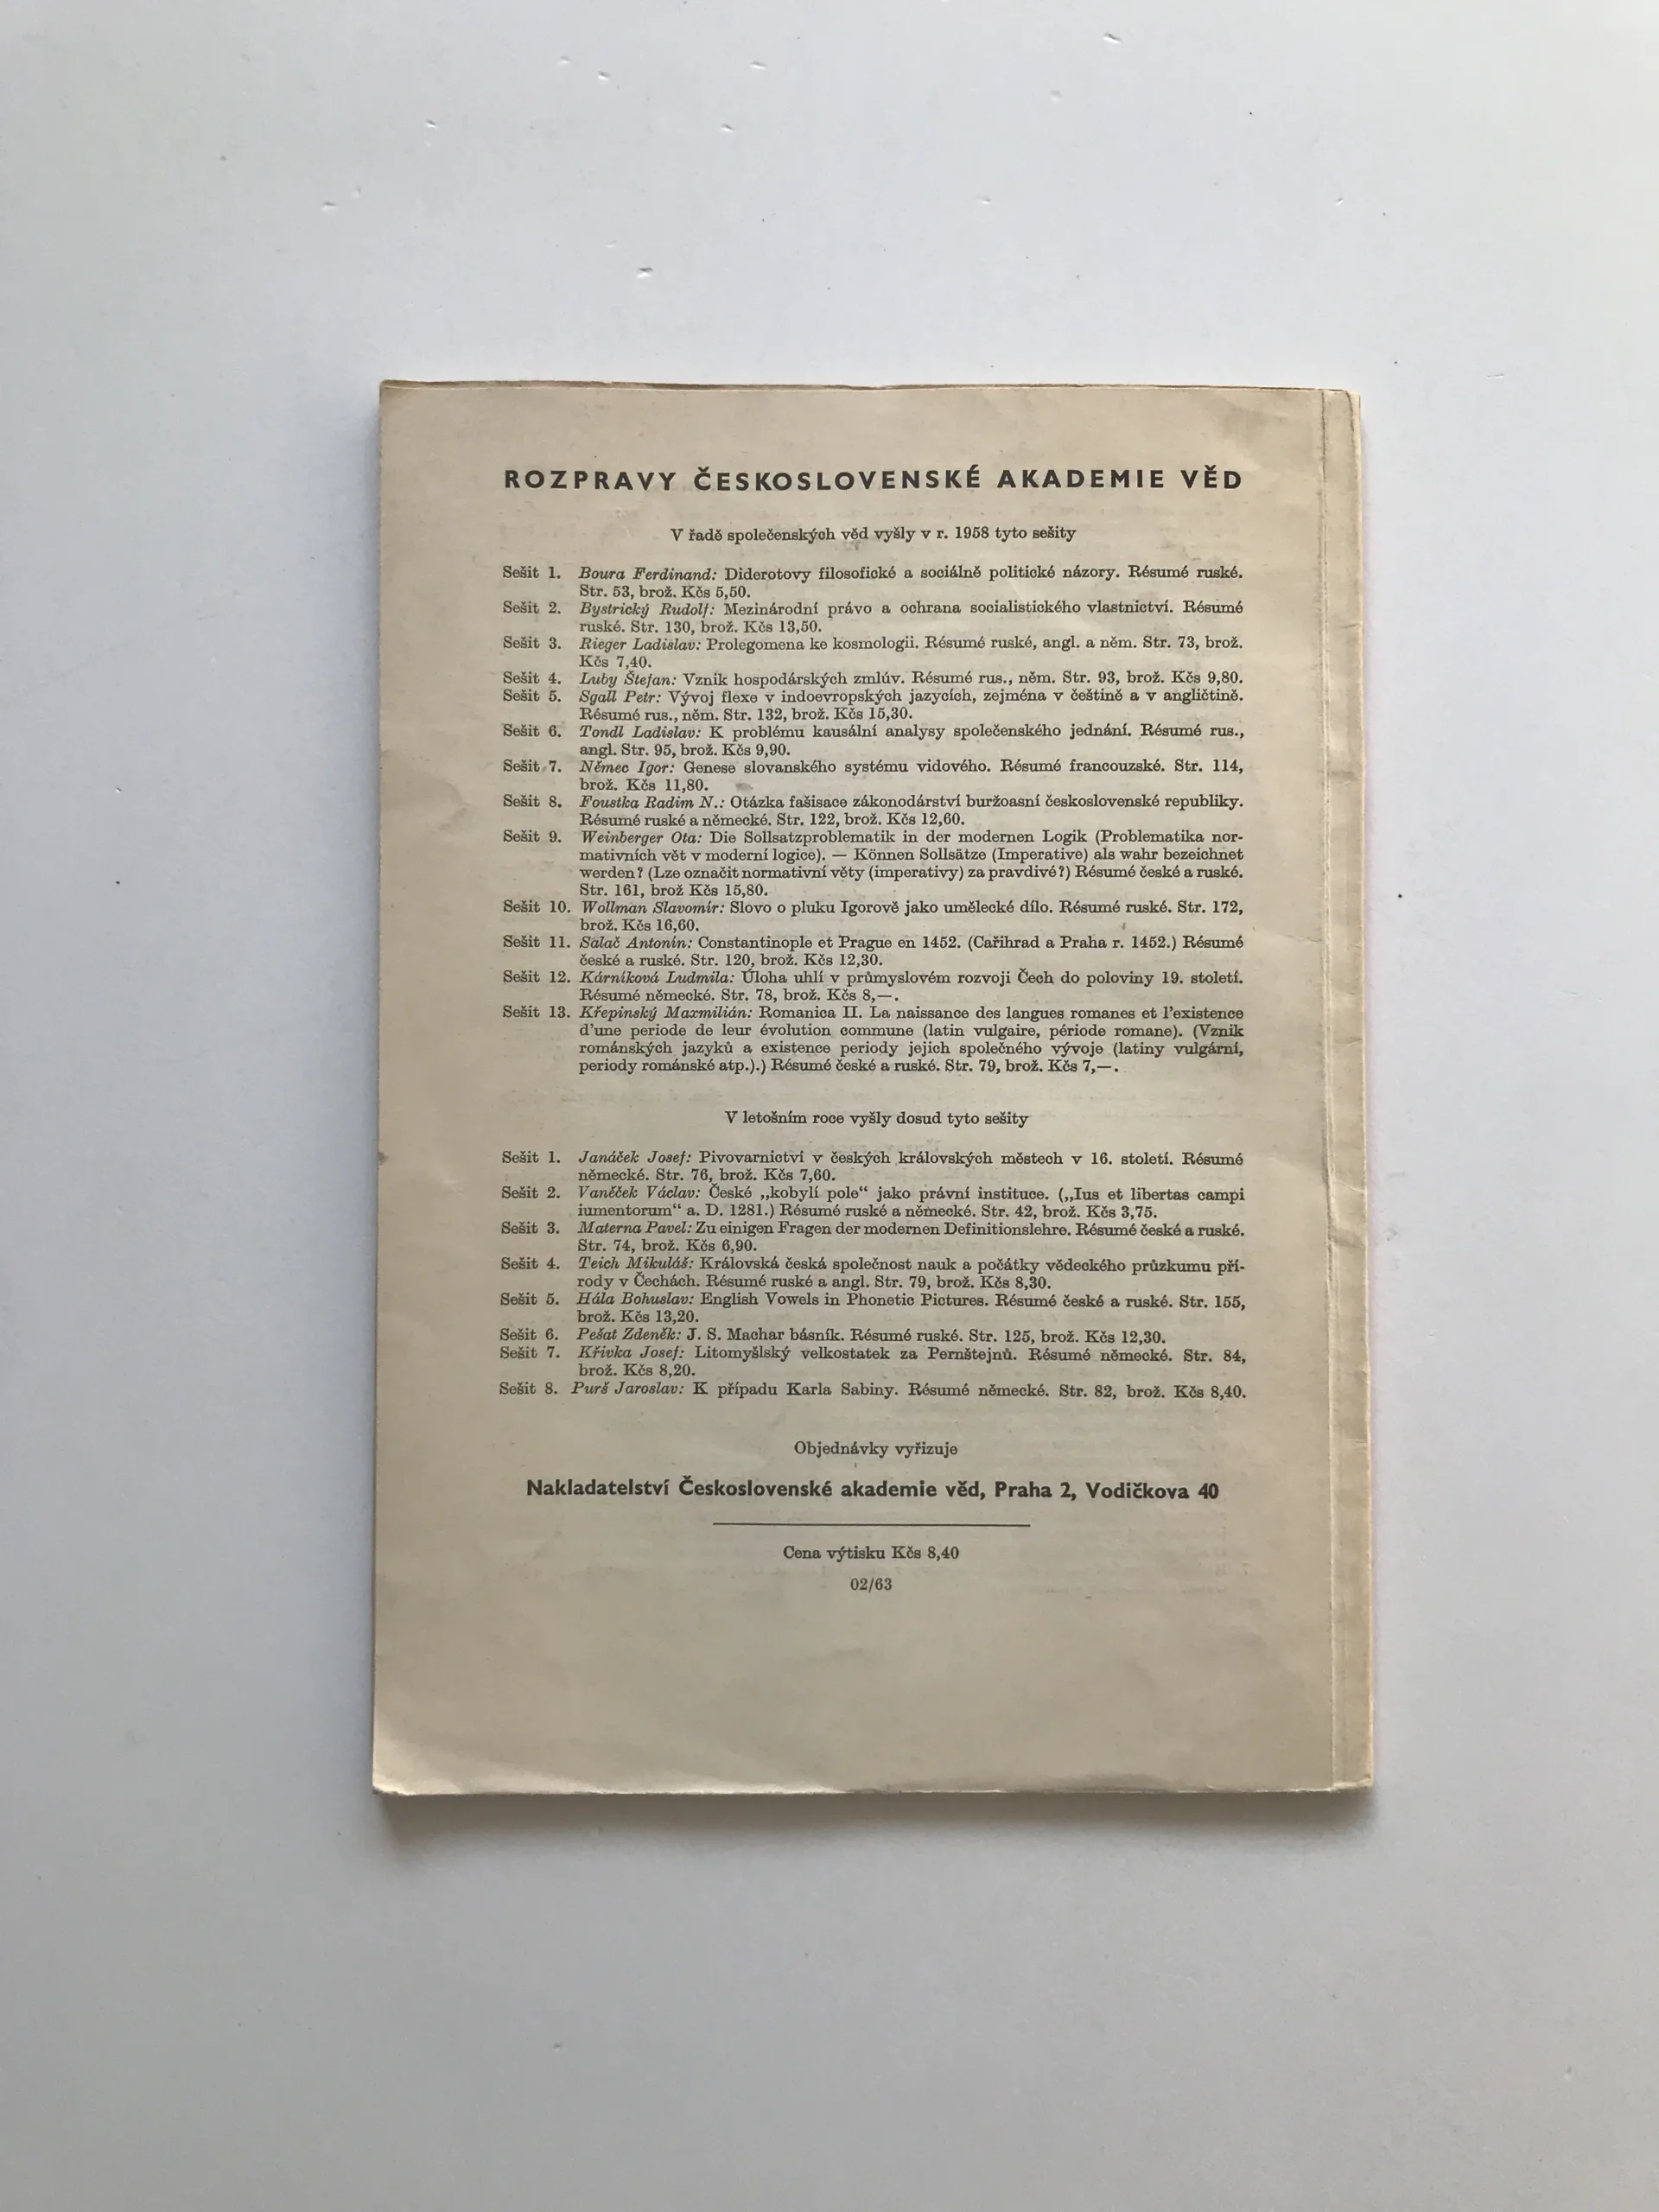 ROZPRAVY ČESKOSLOVENSKÉ AKADEMIE VĚD
V řadě společenských věd vyšly v r. 1958 tyto sešity
Sešit 1. Boura Ferdinand: Diderotovy filosofické a sociálně politické názory. Résumé ruské.
Str. 53, brož. Kčs 5,50.
Sešit 2. Bystrický Rudolf: Mezinárodní právo a ochrana socialistického vlastnictví. Résumé
ruské. Str. 130, brož. Kčs 13,50.
Sešit 3. Rieger Ladislav: Prolegomena ke kosmologii. Résumé ruské, angl. a něm. Str. 73, brož.
Kčs 7,40.
Sešit 4. Luby Štefan: Vznik hospodárských zmlúv. Résumé rus., něm. Str. 93, brož. Kčs 9,80.
Sešit 5. Sgall Petr: Vývoj flexe v indoevropských jazycích, zejména v češtině a v angličtině.
Résumé rus., něm. Str. 132, brož. Kčs 15,30.
Sešit 6. Tondl Ladislav: K problému kausální analysy společenského jednání. Résumé rus.,
angl. Str. 95, brož. Kčs 9,90.
Sešit 7. Němec Igor: Genese slovanského systému vidového. Résumé francouzské. Str. 114,
brož. Kčs 11,80.
Sešit 8. Foustka Radim N.: Otázka fašisace zákonodárství buržoasní československé republiky.
Résumé ruské a německé. Str. 122, brož. Kčs 12,60.
Sešit 9. Weinberger Ota: Die Sollsatzproblematik in der modernen Logik (Problematika nor-
mativních vět v moderní logice). — Können Sollsätze (Imperative) als wahr bezeichnet
werden? (Lze označit normativní věty (imperativy) za pravdivé?) Résumé české a ruské.
Str. 161, brož Kčs 15,80.
Sešit 10. Wollman Slavomír: Slovo o pluku Igorově jako umělecké dílo. Résumé ruské. Str. 172,
brož. Kčs 16,60.
Sešit 11. Salač Antonín: Constantinople et Prague en 1452. (Cařihrad a Praha r. 1452.) Résumé
české a ruské. Str. 120, brož. Kčs 12,30.
Sešit 12. Kárníková Ludmila: Úloha uhlí v průmyslovém rozvoji Čech do poloviny 19. století.
Résumé německé. Str. 78, brož. Kčs 8,—.
Sešit 13. Křepinský Maxmilián: Romanica II. La naissance des langues romanes et l'existence
d'une periode de leur évolution commune (latin vulgaire, période romane). (Vznik
románských jazyků a existence periody jejich společného vývoje (latiny vulgární,
periody románské atp.).) Résumé české a ruské. Str. 79, brož. Kčs 7,—.
V letošním roce vyšly dosud tyto sešity
Sešit 1. Janáček Josef: Pivovarnictví v českých královských městech v 16. století. Résumé
německé. Str. 76, brož. Kčs 7,60.
Sešit 2. Vaněček Václav: České „kobylí pole“ jako právní instituce. („Ius et libertas campi
iumentorum“ a. D. 1281.) Résumé ruské a německé. Str. 42, brož. Kčs 3,75.
Sešit 3. Materna Pavel: Zu einigen Fragen der modernen Definitionslehre. Résumé české a ruské.
Str. 74, brož. Kčs 6,90.
Sešit 4. Teich Mikuláš: Královská česká společnost nauk a počátky vědeckého průzkumu pří-
rody v Čechách. Résumé ruské a angl. Str. 79, brož. Kčs 8,30.
Sešit 5. Hála Bohuslav: English Vowels in Phonetic Pictures. Résumé české a ruské. Str. 155,
brož. Kčs 13,20.
Sešit 6. Pešat Zdeněk: J. S. Machar básník. Résumé ruské. Str. 125, brož. Kčs 12,30.
Sešit 7. Křivka Josef: Litomyšlský velkostatek za Pernštejnů. Résumé německé. Str. 84,
brož. Kčs 8,20.
Sešit 8. Purš Jaroslav: K případu Karla Sabiny. Résumé německé. Str. 82, brož. Kčs 8,40.
Objednávky vyřizuje
Nakladatelství Československé akademie věd, Praha 2, Vodičkova 40
Cena výtisku Kčs 8,40
02/63